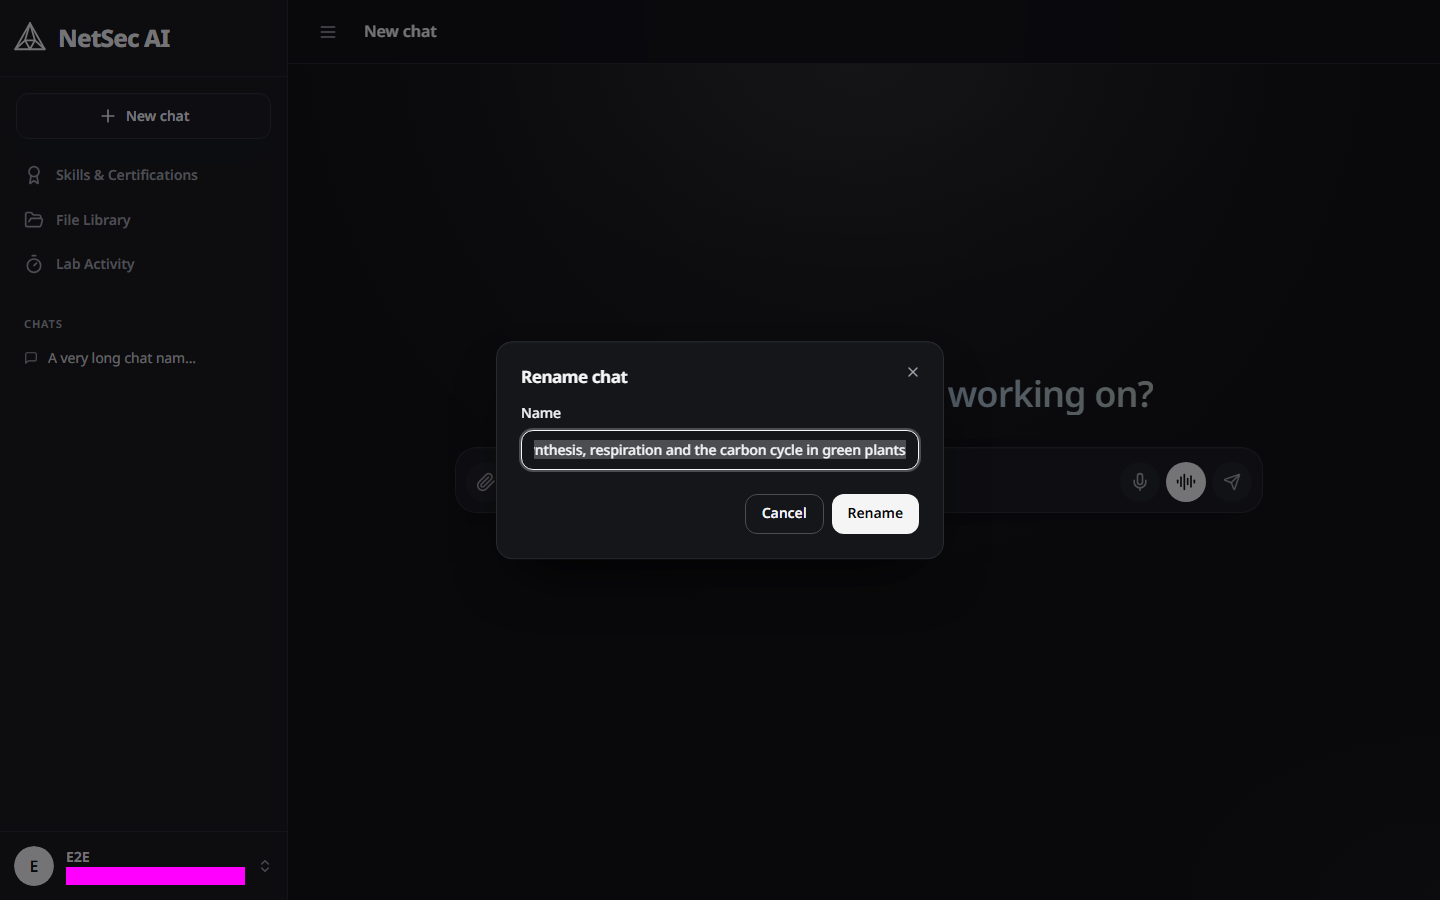 NetSec AI
New chat
New chat
Skills & Certifications
File Library
Lab Activity
CHATS
A very long chat nam...
E
E2E
working on?
Rename chat
Name
nthesis, respiration and the carbon cycle in green plants
Cancel
Rename